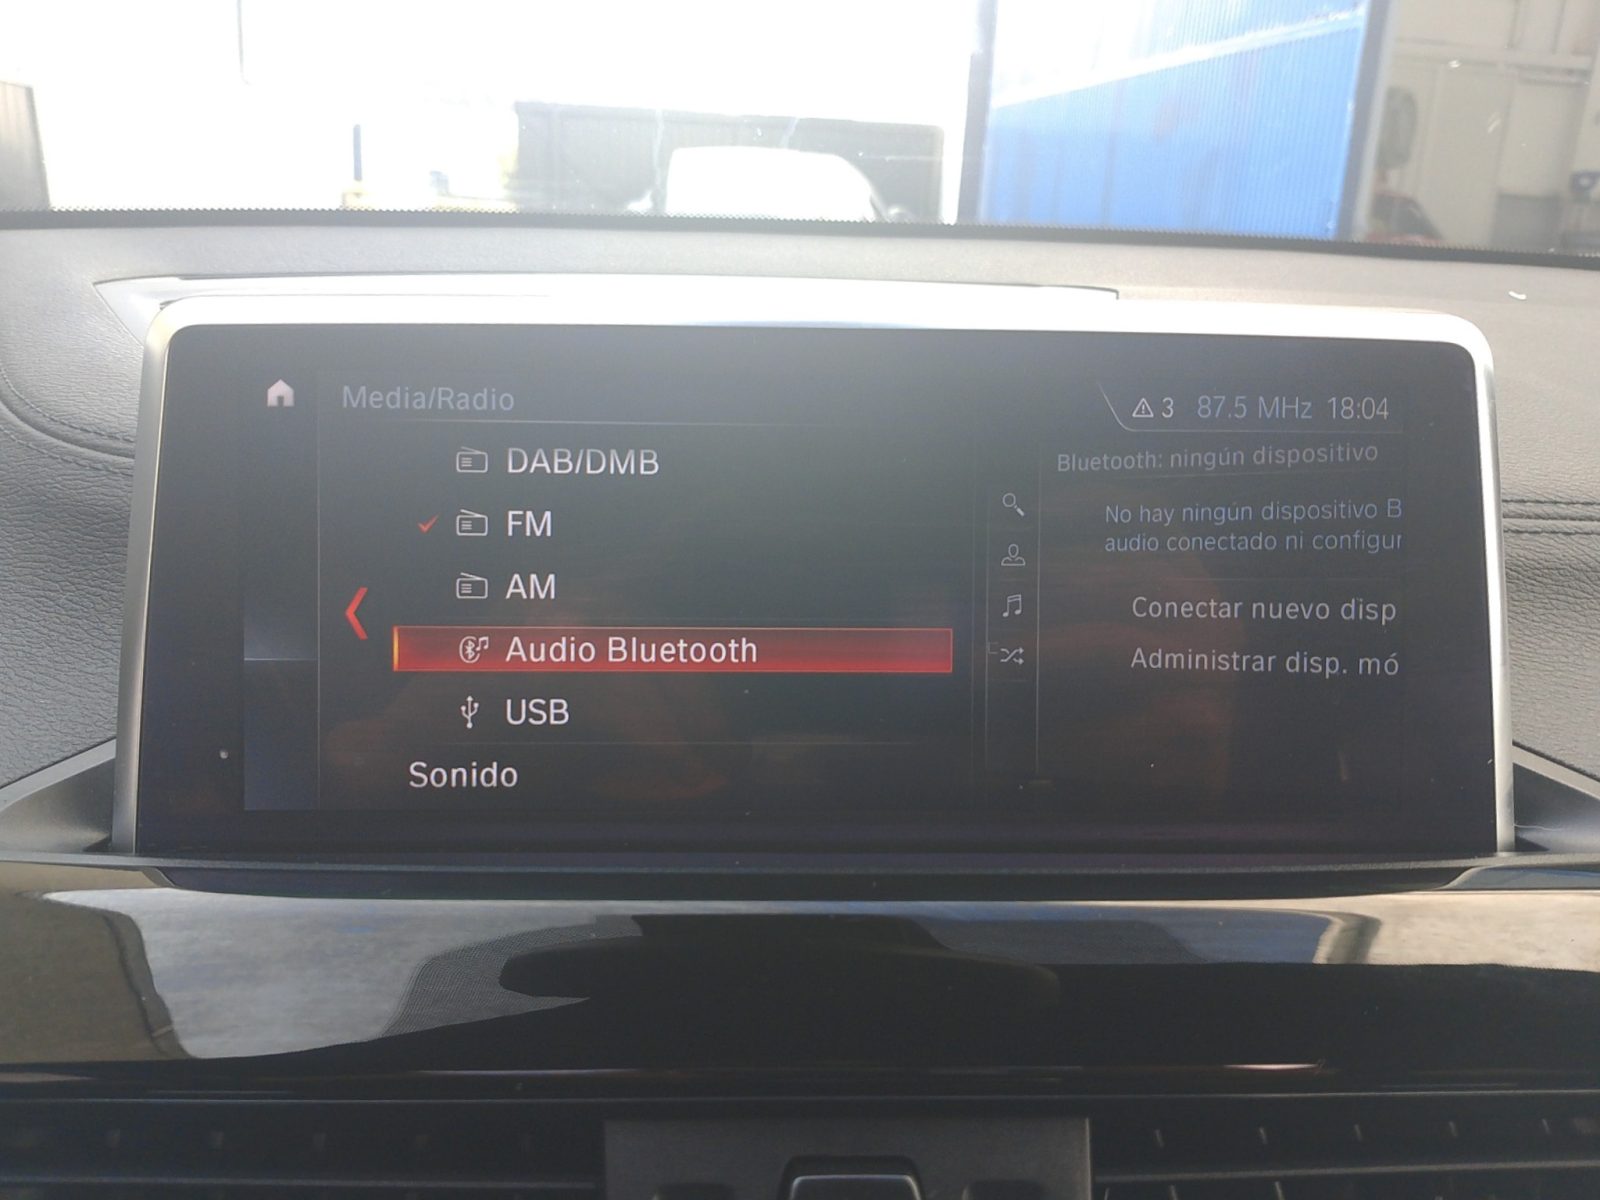 Media/Radio
3 87.5 MHz 18:04
DAB/DMB
FM
AM
Audio Bluetooth
USB
Sonido
Bluetooth: ningún dispositivo
No hay ningún dispositivo B
audio conectado ni configur
Conectar nuevo disp
Administrar disp. mó